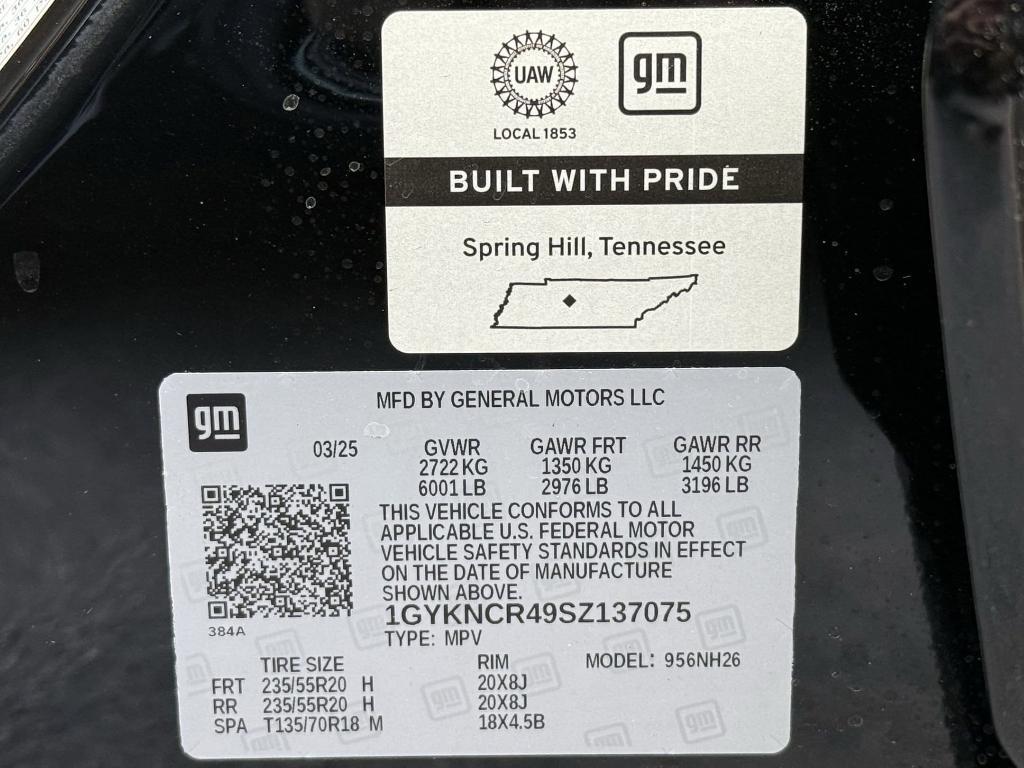 UAW
gm
LOCAL 1853
BUILT WITH PRIDE
Spring Hill, Tennessee
gm
MFD BY GENERAL MOTORS LLC
03/25 GVWR GAWR FRT GAWR RR
2722 KG 1350 KG 1450 KG
6001 LB 2976 LB 3196 LB
THIS VEHICLE CONFORMS TO ALL
APPLICABLE U.S. FEDERAL MOTOR
VEHICLE SAFETY STANDARDS IN EFFECT
ON THE DATE OF MANUFACTURE
SHOWN ABOVE.
1GYKNCR49SZ137075
384A
TYPE: MPV
TIRE SIZE RIM MODEL: 956NH26
FRT 235/55R20 H 20X8J
RR 235/55R20 H 20X8J
SPA T135/70R18 M 18X4.5B